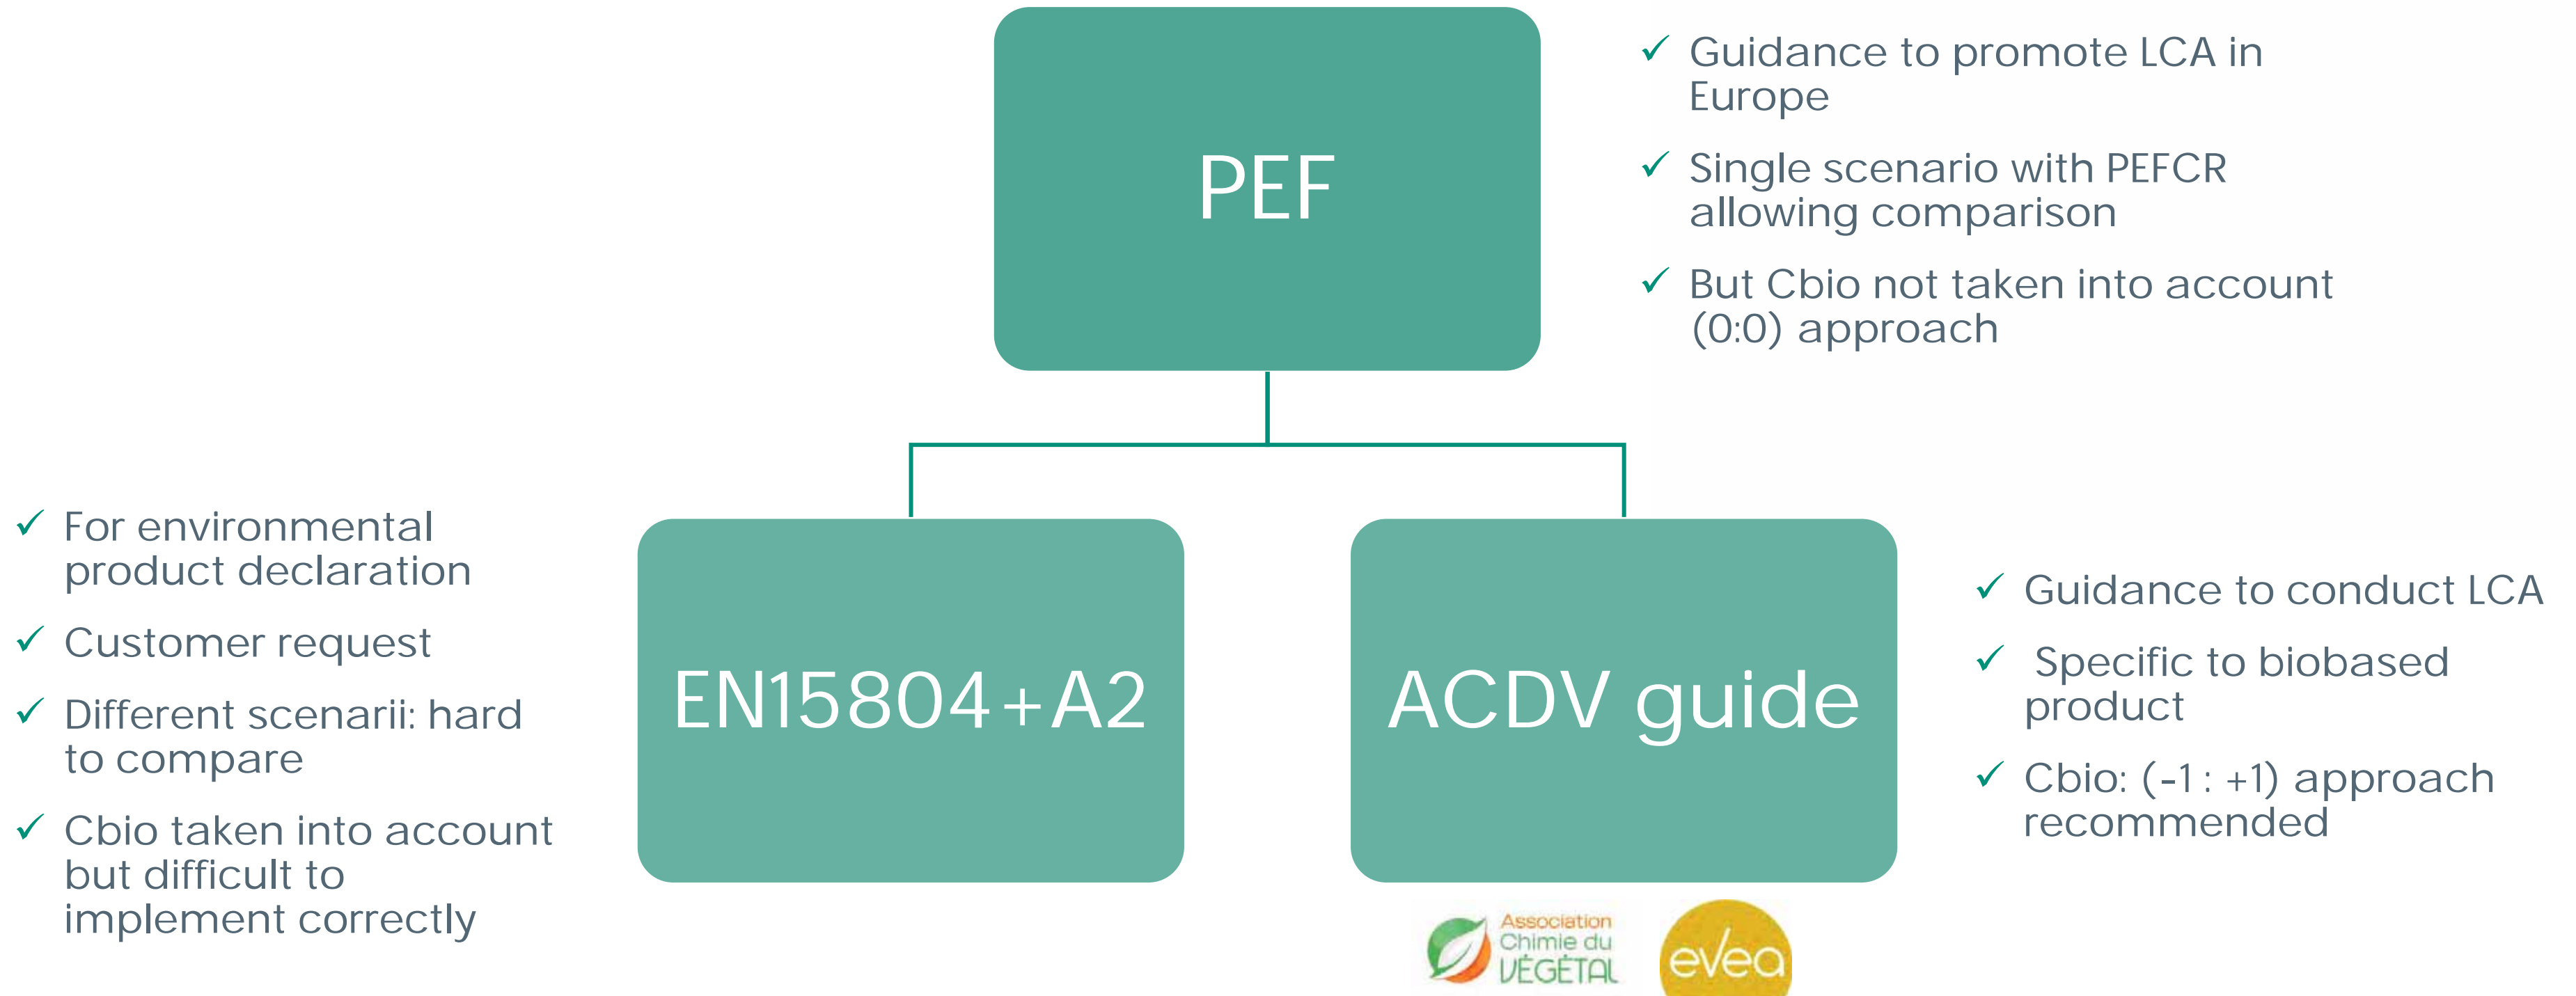 PEF
✓ Guidance to promote LCA in
Europe
✓ Single scenario with PEFCR
allowing comparison
✓ But Cbio not taken into account
(0:0) approach
✓ For environmental
product declaration
✓ Customer request
✓ Different scenarii: hard
to compare
✓ Cbio taken into account
but difficult to
implement correctly
EN15804+A2
ACDV guide
✓ Guidance to conduct LCA
✓ Specific to biobased
product
✓ Cbio: (-1 : +1) approach
recommended
Association
Chimie du
VÉGÉTAL
evea